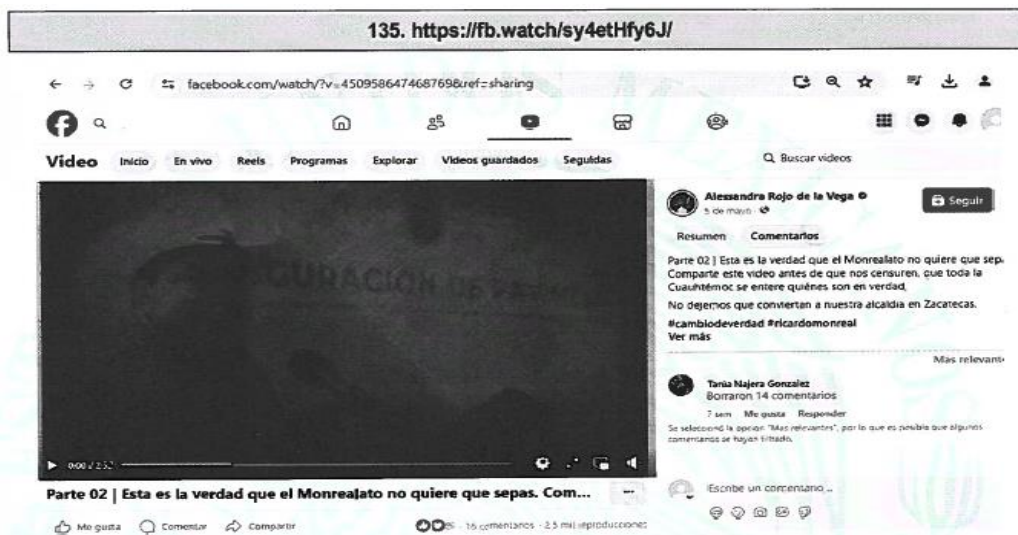 135. https://fb.watch/sy4etHfy6J/
facebook.com/watch/?v=450958647468769&ref=sharing
Video Inicio En vivo Reels Programas Explorar Videos guardados Seguidas
Buscar videos
GURACIÓN DE
0:00 / 2:52
Parte 02 | Esta es la verdad que el Monrealato no quiere que sepas. Com...
Me gusta Comentar Compartir
16 comentarios · 2.5 mil reproducciones
Alessandra Rojo de la Vega
5 de mayo
Seguir
Resumen Comentarios
Parte 02 | Esta es la verdad que el Monrealato no quiere que sep
Comparte este video antes de que nos censuren, que toda la
Cuauhtémoc se entere quiénes son en verdad.
No dejemos que conviertan a nuestra alcaldía en Zacatecas.
#cambiodeverdad #ricardomonreal
Ver más
Más relevant
Tania Najera Gonzalez
Borraron 14 comentarios
7 sem Me gusta Responder
Se seleccionó la opción "Más relevantes", por lo que es posible que algunos
comentarios se hayan filtrado.
Escribe un comentario...